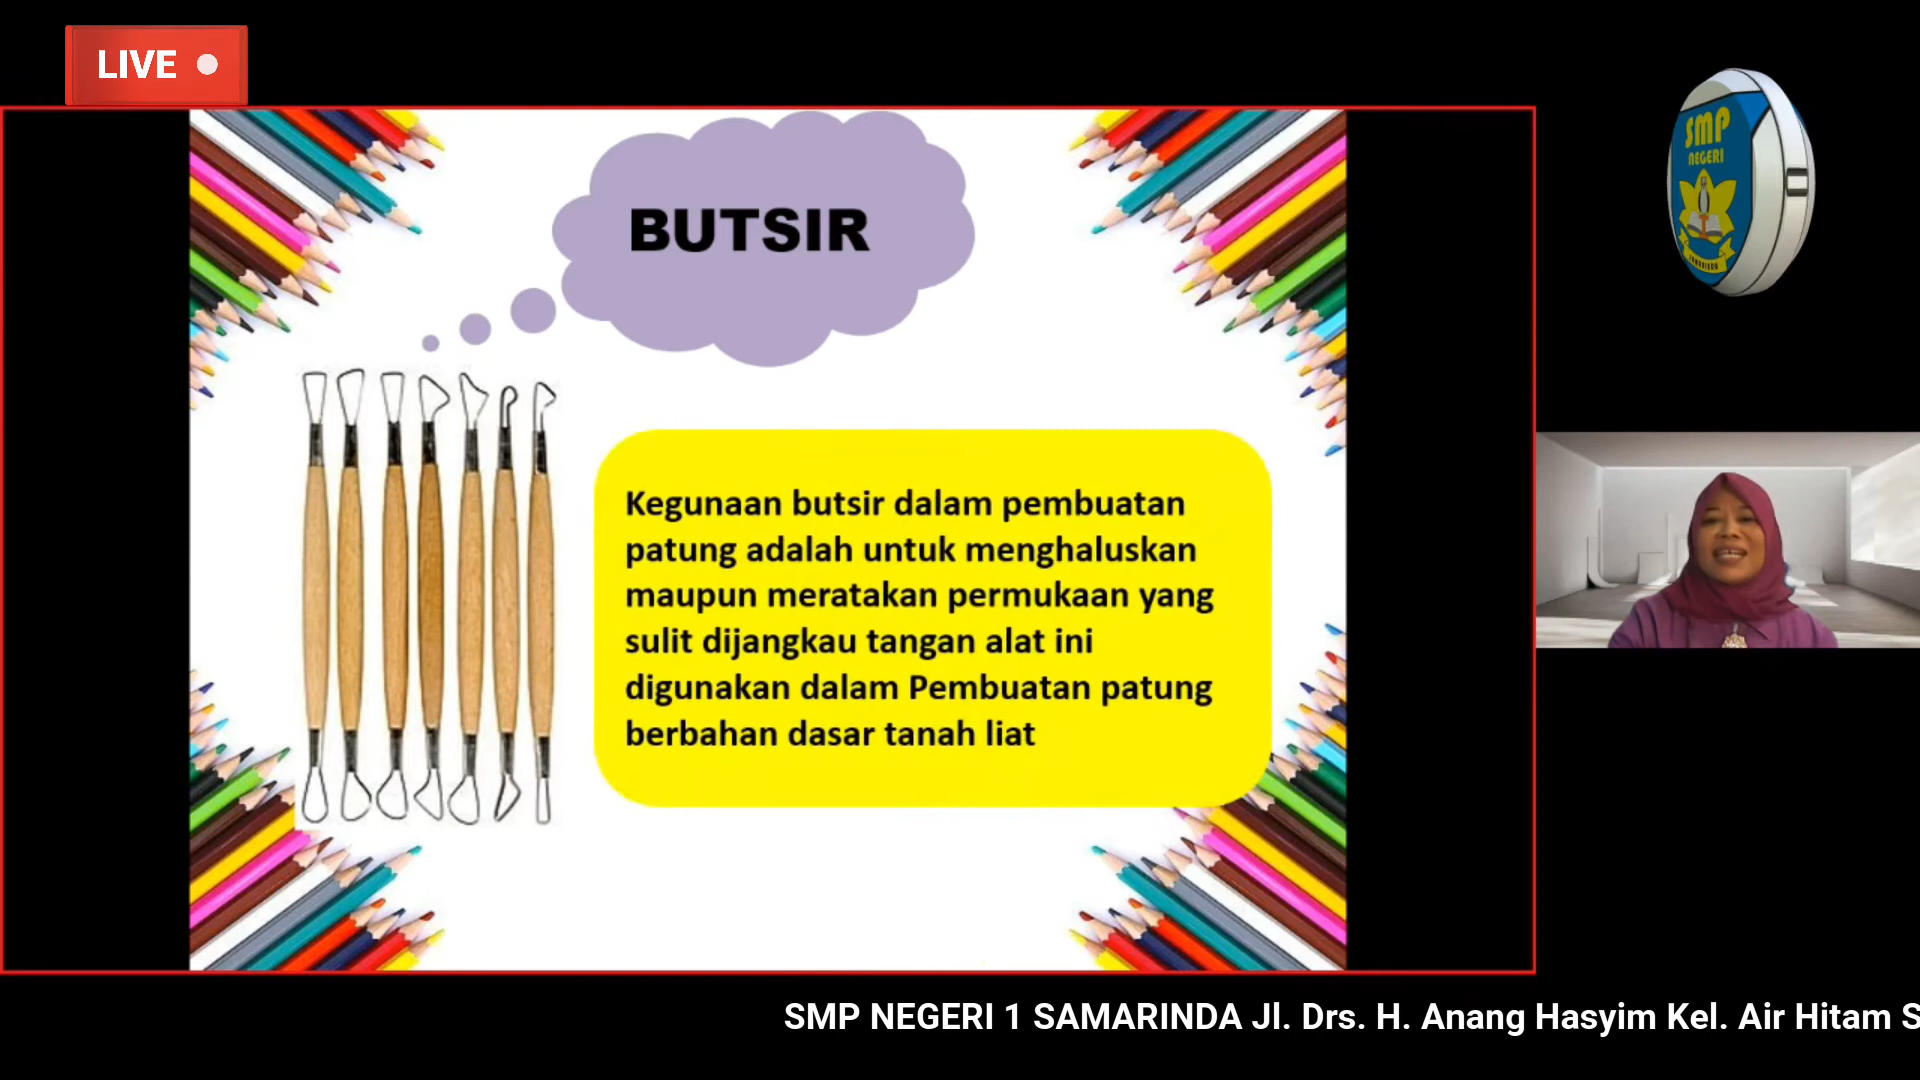 LIVE
SMP
NEGERI
BUTSIR
Kegunaan butsir dalam pembuatan
patung adalah untuk menghaluskan
maupun meratakan permukaan yang
sulit dijangkau tangan alat ini
digunakan dalam Pembuatan patung
berbahan dasar tanah liat
SMP NEGERI 1 SAMARINDA Jl. Drs. H. Anang Hasyim Kel. Air Hitam S